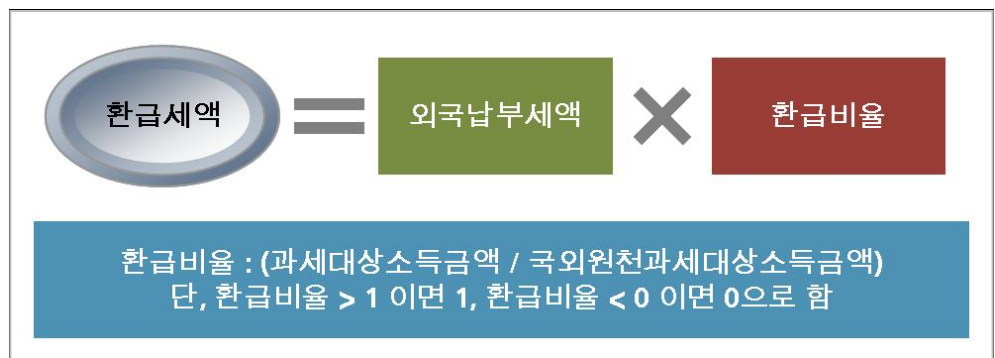 환급세액 = 외국납부세액 × 환급비율
환급비율 : (과세대상소득금액 / 국외원천과세대상소득금액)
단, 환급비율 > 1 이면 1, 환급비율 < 0 이면 0으로 함